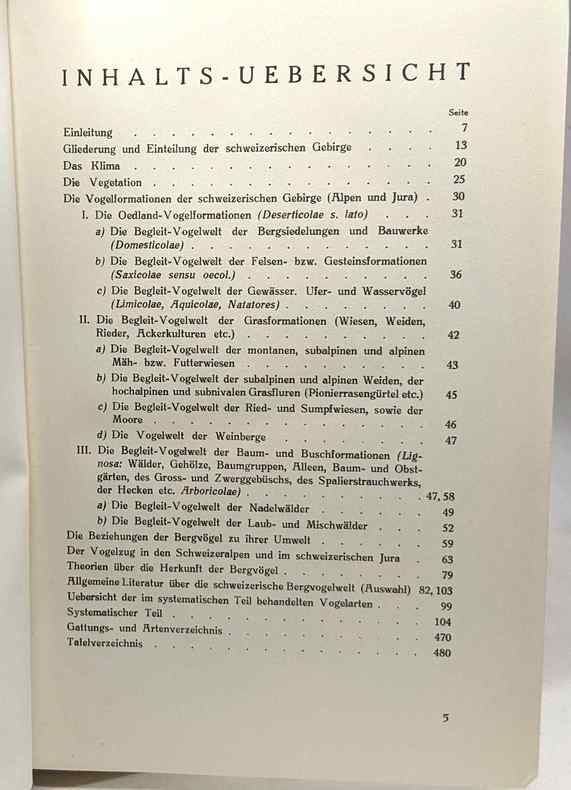 INHALTS-UEBERSICHT
Seite
Einleitung . . . . . . . . . . . . . . . . 7
Gliederung und Einteilung der schweizerischen Gebirge . . . . 13
Das Klima . . . . . . . . . . . . . . . . 20
Die Vegetation . . . . . . . . . . . . . . . 25
Die Vogelformationen der schweizerischen Gebirge (Alpen und Jura) . 30
I. Die Oedland-Vogelformationen (Deserticolae s. lato) . . . 31
a) Die Begleit-Vogelwelt der Bergsiedelungen und Bauwerke
(Domesticolae) . . . . . . . . . . . . . 31
b) Die Begleit-Vogelwelt der Felsen- bzw. Gesteinsformationen
(Saxicolae sensu oecol.) . . . . . . . . . . 36
c) Die Begleit-Vogelwelt der Gewässer. Ufer- und Wasservögel
(Limicolae, Aquicolae, Natatores) . . . . . . . . 40
II. Die Begleit-Vogelwelt der Grasformationen (Wiesen, Weiden,
Rieder, Ackerkulturen etc.) . . . . . . . . . . 42
a) Die Begleit-Vogelwelt der montanen, subalpinen und alpinen
Mäh- bzw. Futterwiesen . . . . . . . . . . 43
b) Die Begleit-Vogelwelt der subalpinen und alpinen Weiden, der
hochalpinen und subnivalen Grasfluren (Pionierrasengürtel etc.) 45
c) Die Begleit-Vogelwelt der Ried- und Sumpfwiesen, sowie der
Moore . . . . . . . . . . . . . . . 46
d) Die Vogelwelt der Weinberge . . . . . . . . 47
III. Die Begleit-Vogelwelt der Baum- und Buschformationen (Lig-
nosa: Wälder, Gehölze, Baumgruppen, Alleen, Baum- und Obst-
gärten, des Gross- und Zwerggebüschs, des Spalierstrauchwerks,
der Hecken etc. Arboricolae) . . . . . . . . . . 47, 58
a) Die Begleit-Vogelwelt der Nadelwälder . . . . . . 49
b) Die Begleit-Vogelwelt der Laub- und Mischwälder . . . 52
Die Beziehungen der Bergvögel zu ihrer Umwelt . . . . . . 59
Der Vogelzug in den Schweizeralpen und im schweizerischen Jura . 63
Theorien über die Herkunft der Bergvögel . . . . . . . . 79
Allgemeine Literatur über die schweizerische Bergvogelwelt (Auswahl) 82, 103
Uebersicht der im systematischen Teil behandelten Vogelarten . . . 99
Systematischer Teil . . . . . . . . . . . . . . 104
Gattungs- und Artenverzeichnis . . . . . . . . . . . 470
Tafelverzeichnis . . . . . . . . . . . . . . . 480
5